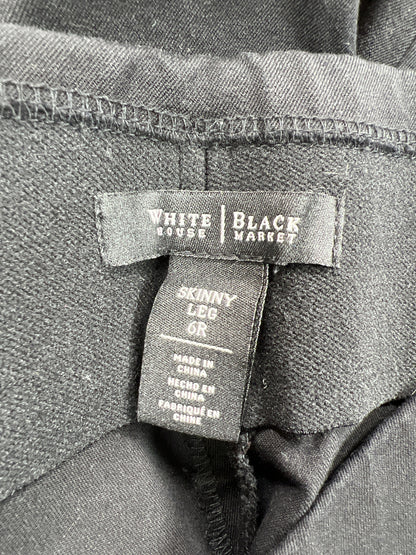 WHITE | BLACK
HOUSE | MARKET
SKINNY
LEG
6R
MADE IN
CHINA
HECHO EN
CHINA
FABRIQUÉ EN
CHINE